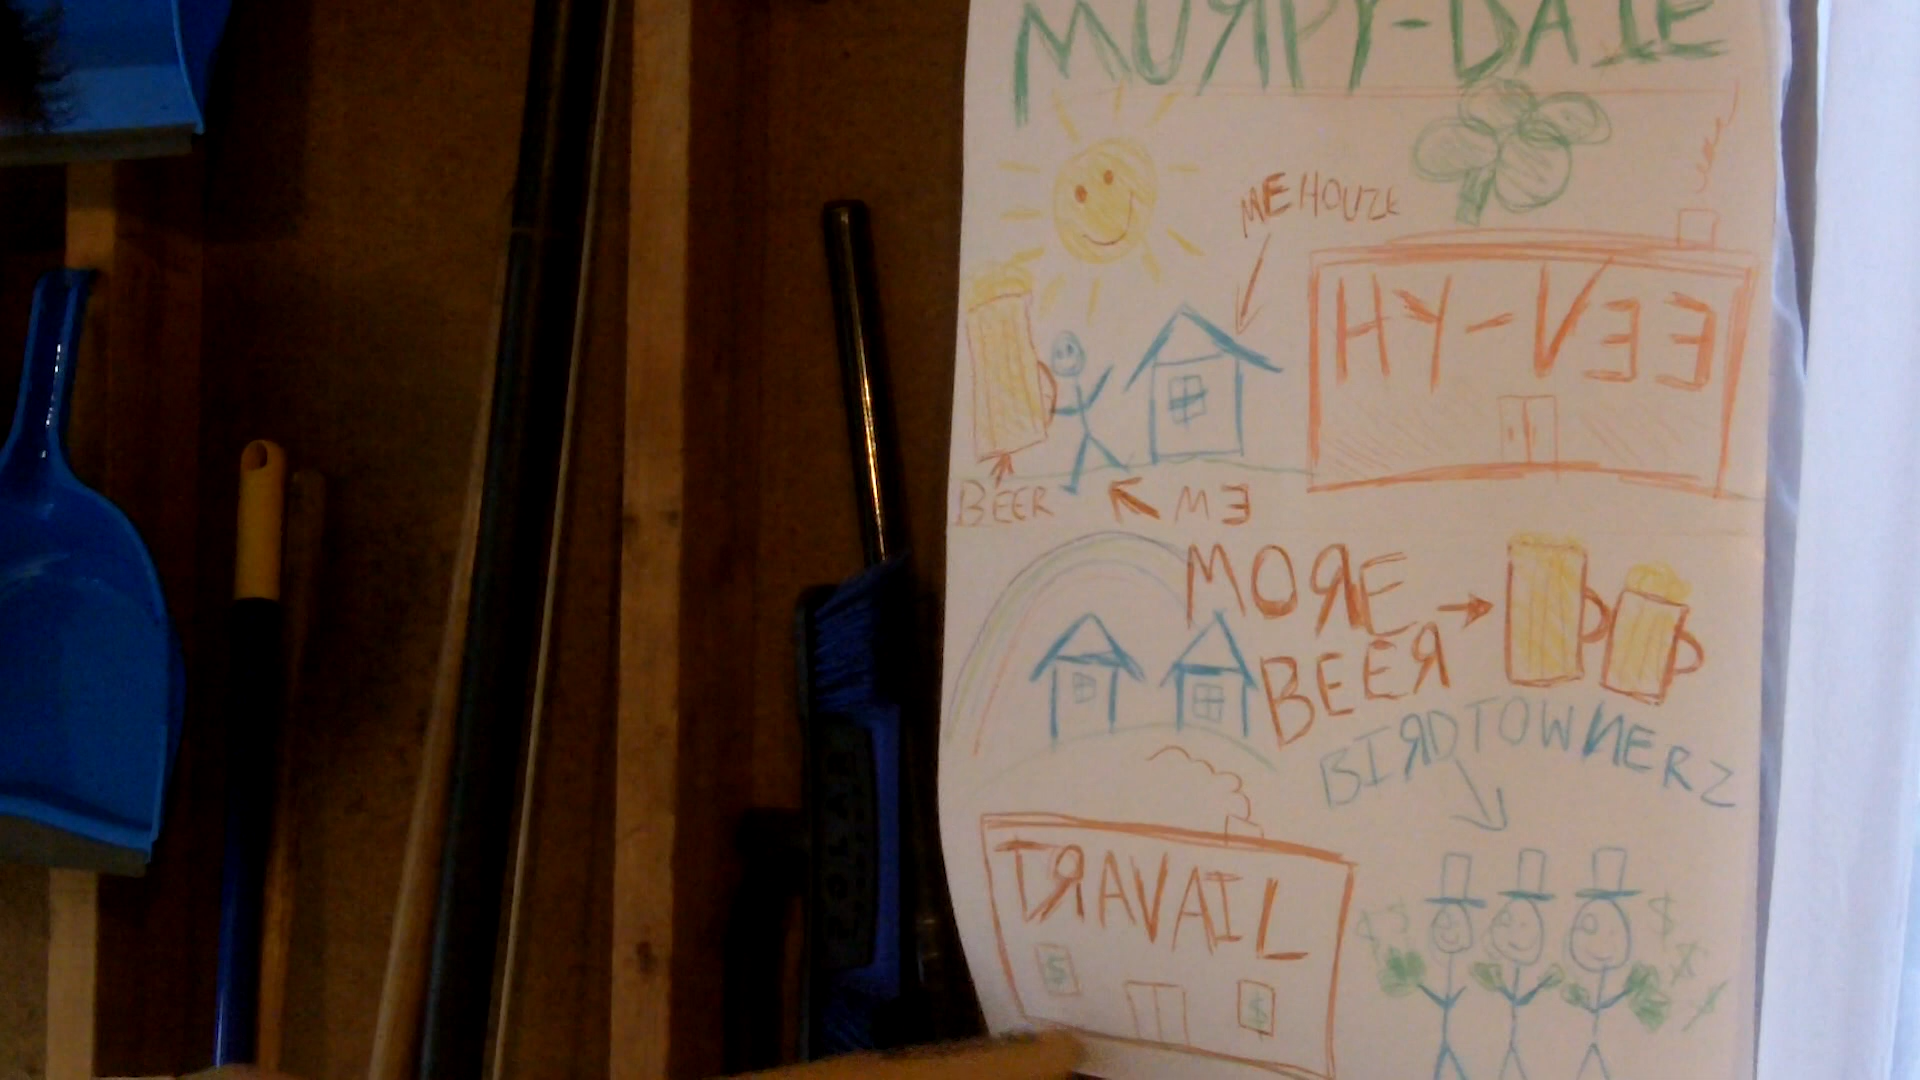 MURPY-DALE
ME HOUZE
HY-VEE
BEER
ME
MORE
BEER
BIRDTOWNERZ
TRAVAIL
$ $
$ $